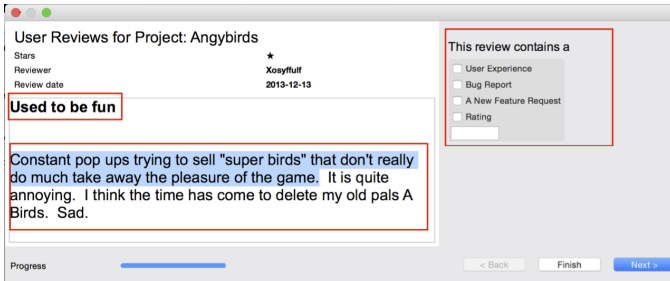 User Reviews for Project: Angybirds
Stars ★
Reviewer Xosyffulf
Review date 2013-12-13
Used to be fun
Constant pop ups trying to sell "super birds" that don't really
do much take away the pleasure of the game.  It is quite
annoying.  I think the time has come to delete my old pals A
Birds.  Sad.
This review contains a
User Experience
Bug Report
A New Feature Request
Rating
Progress
< Back
Finish
Next >